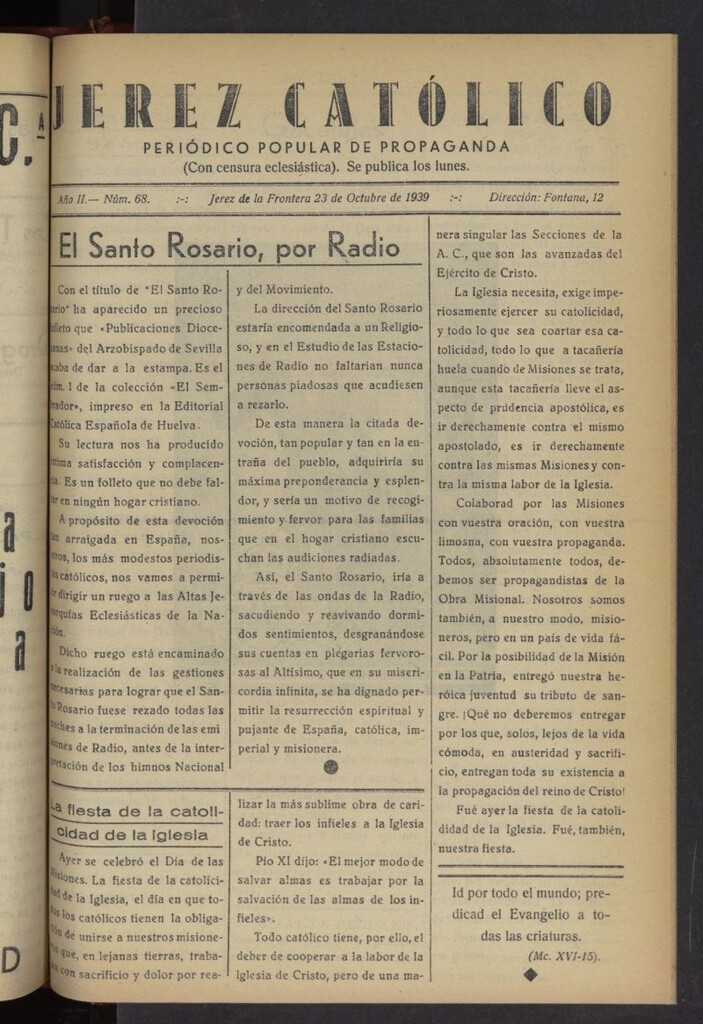 JEREZ CATÓLICO
PERIÓDICO POPULAR DE PROPAGANDA
(Con censura eclesiástica). Se publica los lunes.
Año II.— Núm. 68. :-: Jerez de la Frontera 23 de Octubre de 1939 :-: Dirección: Fontana, 12
El Santo Rosario, por Radio
Con el título de "El Santo Ro-
ario" ha aparecido un precioso
lleto que «Publicaciones Dioce-
anas» del Arzobispado de Sevilla
caba de dar a la estampa. Es el
úm. 1 de la colección «El Sem-
ador», impreso en la Editorial
Católica Española de Huelva.
Su lectura nos ha producido
ntima satisfacción y complacen-
ia. Es un folleto que no debe fal-
ar en ningún hogar cristiano.
A propósito de esta devoción
an arraigada en España, nos-
tros, los más modestos periodis-
as católicos, nos vamos a permi-
ir dirigir un ruego a las Altas Je-
arquías Eclesiásticas de la Na-
ión.
Dicho ruego está encaminado
a la realización de las gestiones
necesarias para lograr que el San-
to Rosario fuese rezado todas las
noches a la terminación de las emi
siones de Radio, antes de la inter-
pretación de los himnos Nacional
y del Movimiento.
La dirección del Santo Rosario
estaría encomendada a un Religio-
so, y en el Estudio de las Estacio-
nes de Radio no faltarían nunca
personas piadosas que acudiesen
a rezarlo.
De esta manera la citada de-
voción, tan popular y tan en la en-
traña del pueblo, adquiriría su
máxima preponderancia y esplen-
dor, y sería un motivo de recogi-
miento y fervor para las familias
que en el hogar cristiano escu-
chan las audiciones radiadas.
Así, el Santo Rosario, iría a
través de las ondas de la Radio,
sacudiendo y reavivando dormi-
dos sentimientos, desgranándose
sus cuentas en plegarias fervoro-
sas al Altísimo, que en su miseri-
cordia infinita, se ha dignado per-
mitir la resurrección espiritual y
pujante de España, católica, im-
perial y misionera.
La fiesta de la catoli-
cidad de la Iglesia
Ayer se celebró el Día de las
Misiones. La fiesta de la catolici-
dad de la Iglesia, el día en que to-
dos los católicos tienen la obliga-
ción de unirse a nuestros misione-
ros que, en lejanas tierras, traba-
jan con sacrificio y dolor por rea-
lizar la más sublime obra de cari-
dad: traer los infieles a la Iglesia
de Cristo.
Pío XI dijo: «El mejor modo de
salvar almas es trabajar por la
salvación de las almas de los in-
fieles».
Todo católico tiene, por ello, el
deber de cooperar a la labor de la
Iglesia de Cristo, pero de una ma-
nera singular las Secciones de la
A. C., que son las avanzadas del
Ejército de Cristo.
La Iglesia necesita, exige impe-
riosamente ejercer su catolicidad,
y todo lo que sea coartar esa ca-
tolicidad, todo lo que a tacañería
huela cuando de Misiones se trata,
aunque esta tacañería lleve el as-
pecto de prudencia apostólica, es
ir derechamente contra el mismo
apostolado, es ir derechamente
contra las mismas Misiones y con-
tra la misma labor de la Iglesia.
Colaborad por las Misiones
con vuestra oración, con vuestra
limosna, con vuestra propaganda.
Todos, absolutamente todos, de-
bemos ser propagandistas de la
Obra Misional. Nosotros somos
también, a nuestro modo, misio-
neros, pero en un país de vida fá-
cil. Por la posibilidad de la Misión
en la Patria, entregó nuestra he-
róica juventud su tributo de san-
gre. ¡Qué no deberemos entregar
por los que, solos, lejos de la vida
cómoda, en austeridad y sacrifi-
cio, entregan toda su existencia a
la propagación del reino de Cristo!
Fué ayer la fiesta de la catoli-
didad de la Iglesia. Fué, también,
nuestra fiesta.
Id por todo el mundo; pre-
dicad el Evangelio a to-
das las criaturas.
(Mc. XVI-15).